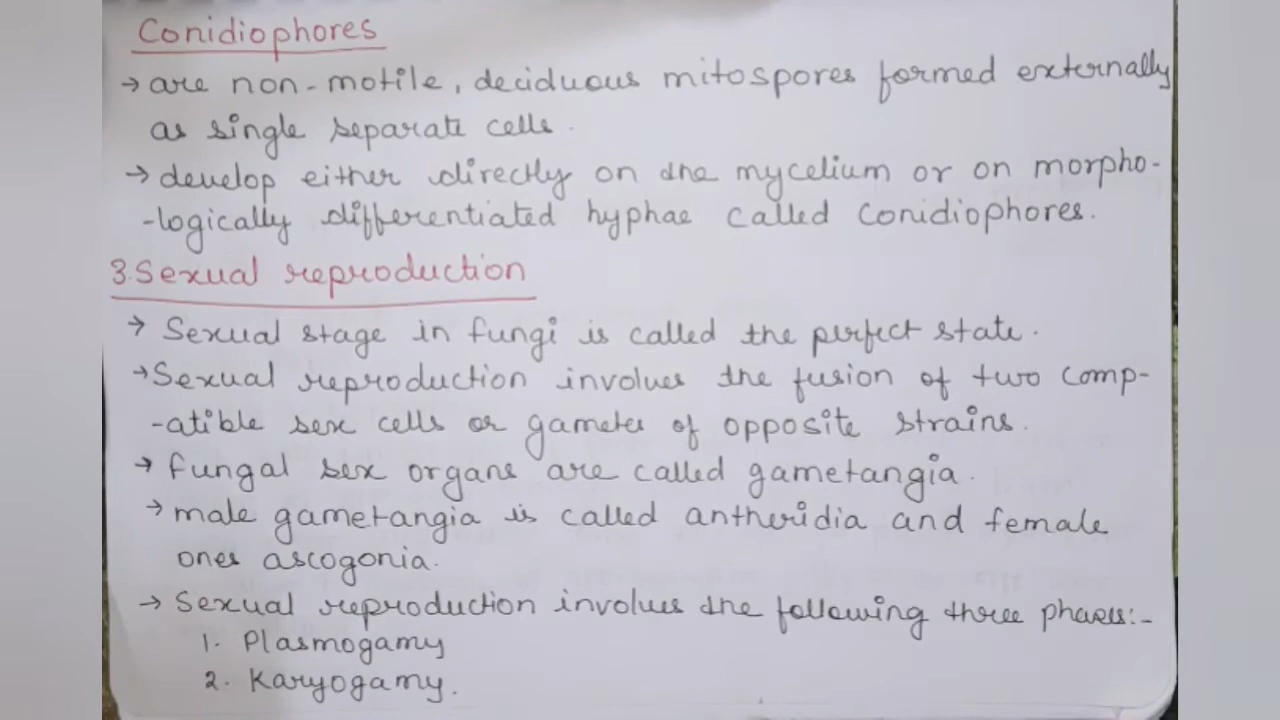 Conidiophores
→ are non-motile, deciduous mitospores formed externally
as single separate cells.
→ develop either directly on the mycelium or on morpho-
-logically differentiated hyphae called conidiophores.
3. Sexual reproduction
→ Sexual stage in fungi is called the perfect state.
→ Sexual reproduction involves the fusion of two comp-
-atible sex cells or gametes of opposite strains.
→ fungal sex organs are called gametangia.
→ male gametangia is called antheridia and female
ones ascogonia.
→ Sexual reproduction involves the following three phases:-
1. Plasmogamy
2. Karyogamy.